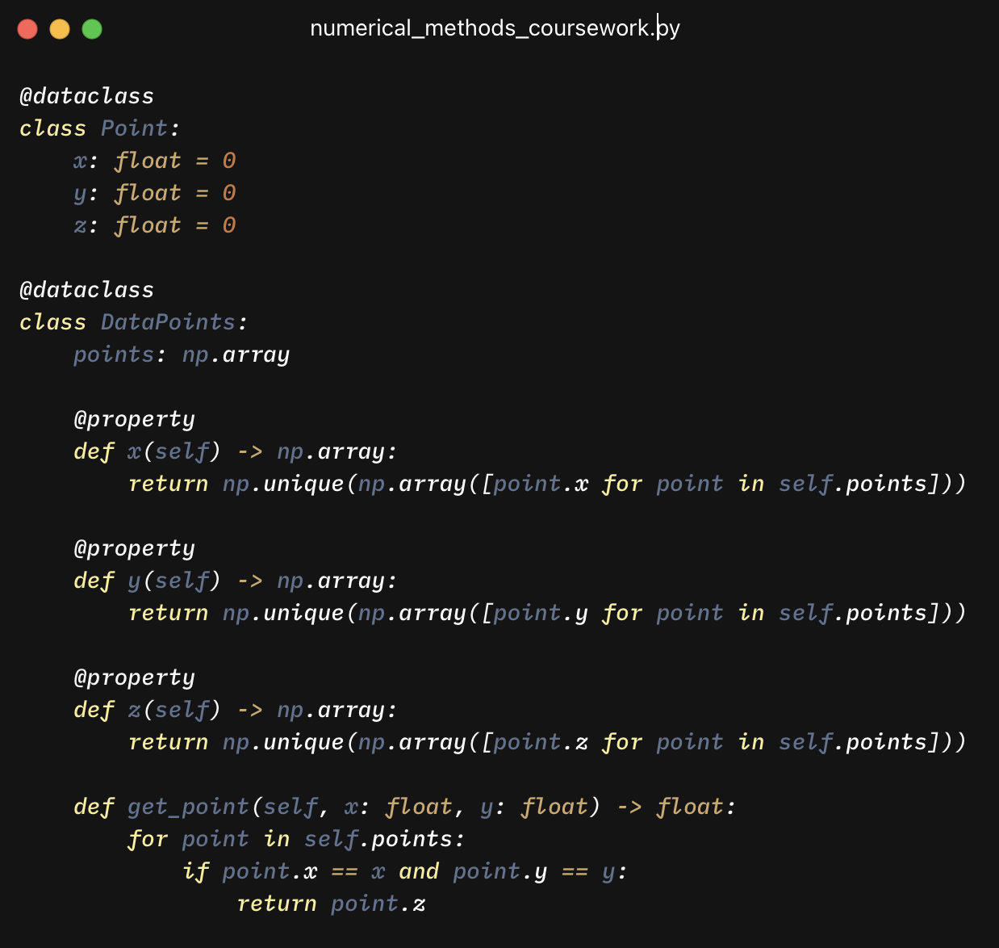 numerical_methods_coursework.py
@dataclass
class Point:
    x: float = 0
    y: float = 0
    z: float = 0
@dataclass
class DataPoints:
    points: np.array
    @property
    def x(self) -> np.array:
        return np.unique(np.array([point.x for point in self.points]))
    @property
    def y(self) -> np.array:
        return np.unique(np.array([point.y for point in self.points]))
    @property
    def z(self) -> np.array:
        return np.unique(np.array([point.z for point in self.points]))
    def get_point(self, x: float, y: float) -> float:
        for point in self.points:
            if point.x == x and point.y == y:
                return point.z